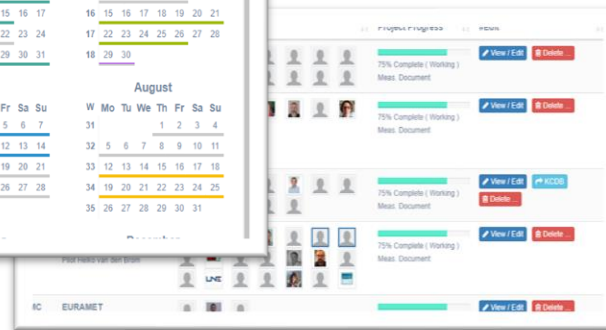 15 16 17
22 23 24
29 30 31
Fr Sa Su
5 6 7
12 13 14
19 20 21
26 27 28
16 15 16 17 18 19 20 21
17 22 23 24 25 26 27 28
18 29 30
August
W Mo Tu We Th Fr Sa Su
31 1 2 3 4
32 5 6 7 8 9 10 11
33 12 13 14 15 16 17 18
34 19 20 21 22 23 24 25
35 26 27 28 29 30 31
December
Project Progress
#edit
75% Complete ( Working )
Meas. Document
View / Edit Delete ...
75% Complete ( Working )
Meas. Document
View / Edit Delete ...
75% Complete ( Working )
Meas. Document
View / Edit KCDB
Delete ...
75% Complete ( Working )
Meas. Document
View / Edit Delete ...
Heiko van den Brom
LNE
EURAMET
View / Edit Delete ...